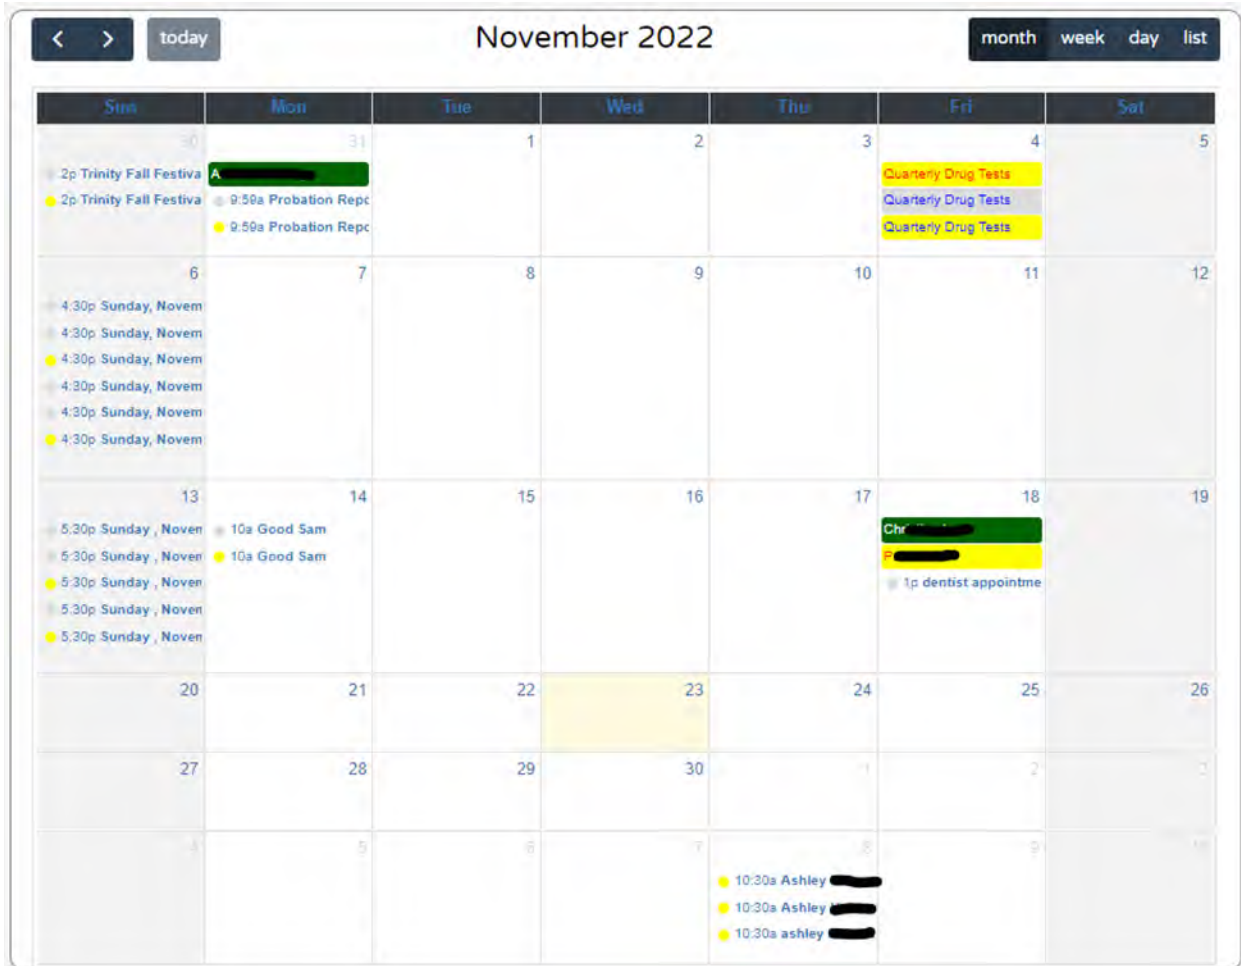 today
November 2022
month week day list
Sun Mon Tue Wed Thu Fri Sat
30 31 1 2 3 4 5
2p Trinity Fall Festiva
2p Trinity Fall Festiva
A
9:59a Probation Repo
9:59a Probation Repo
Quarterly Drug Tests
Quarterly Drug Tests
Quarterly Drug Tests
6 7 8 9 10 11 12
4:30p Sunday, Novem
4:30p Sunday, Novem
4:30p Sunday, Novem
4:30p Sunday, Novem
4:30p Sunday, Novem
4:30p Sunday, Novem
13 14 15 16 17 18 19
5:30p Sunday , Noven
5:30p Sunday , Noven
5:30p Sunday , Noven
5:30p Sunday , Noven
5:30p Sunday , Noven
10a Good Sam
10a Good Sam
Chr
P
1p dentist appointme
20 21 22 23 24 25 26
27 28 29 30 1 2 3
4 5 6 7 8 9 10
10:30a Ashley
10:30a Ashley
10:30a ashley